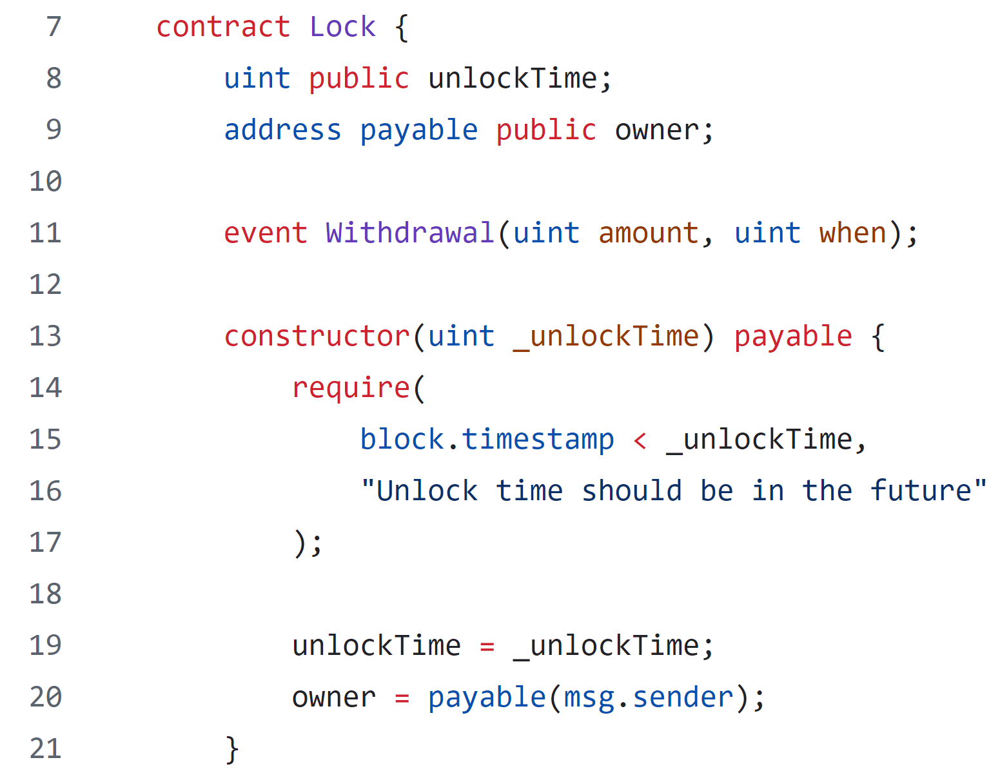 7 contract Lock {
8 uint public unlockTime;
9 address payable public owner;
10
11 event Withdrawal(uint amount, uint when);
12
13 constructor(uint _unlockTime) payable {
14 require(
15 block.timestamp < _unlockTime,
16 "Unlock time should be in the future"
17 );
18
19 unlockTime = _unlockTime;
20 owner = payable(msg.sender);
21 }